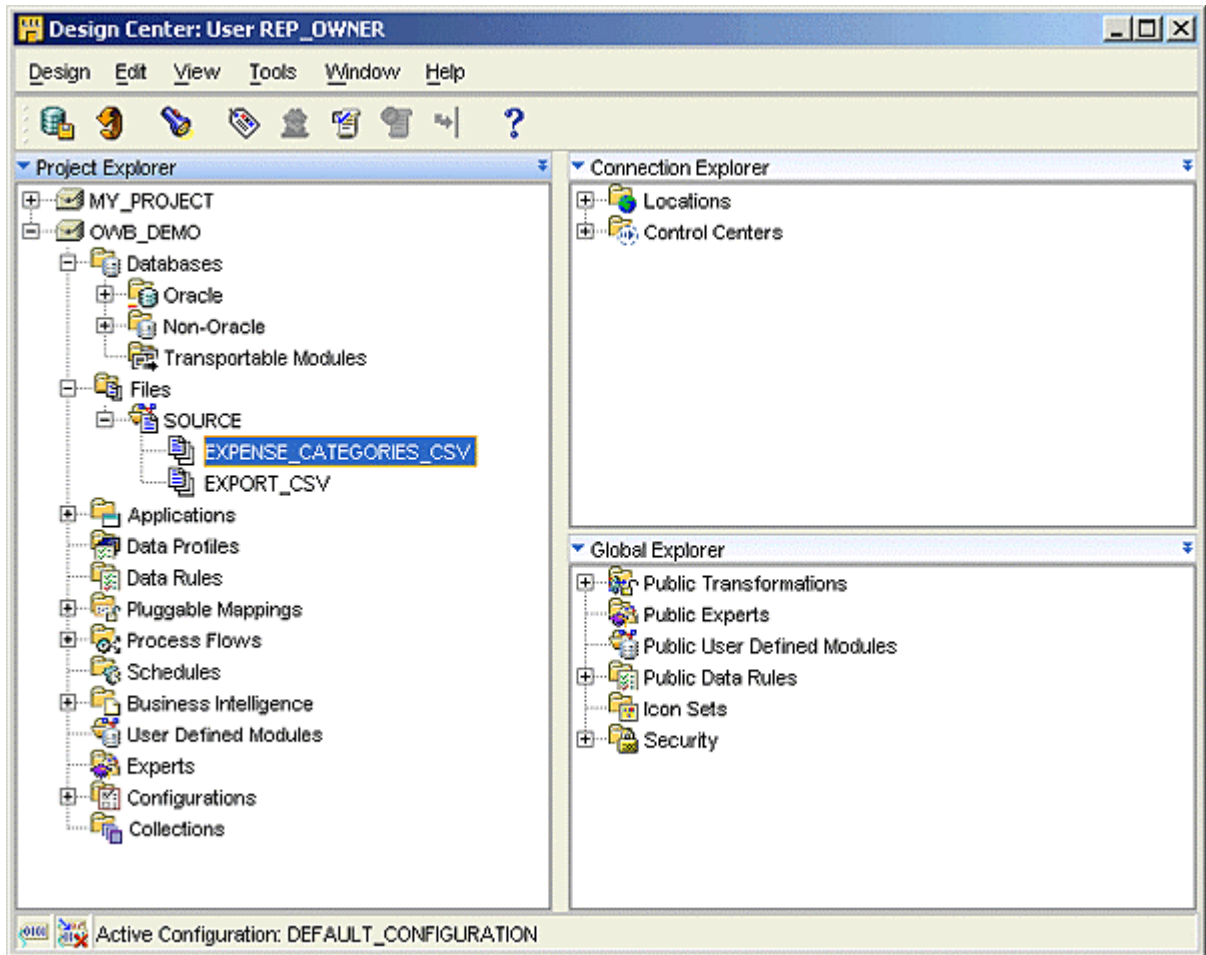 Design Center: User REP_OWNER
Design Edit View Tools Window Help
Project Explorer
MY_PROJECT
OWB_DEMO
Databases
Oracle
Non-Oracle
Transportable Modules
Files
SOURCE
EXPENSE_CATEGORIES_CSV
EXPORT_CSV
Applications
Data Profiles
Data Rules
Pluggable Mappings
Process Flows
Schedules
Business Intelligence
User Defined Modules
Experts
Configurations
Collections
Connection Explorer
Locations
Control Centers
Global Explorer
Public Transformations
Public Experts
Public User Defined Modules
Public Data Rules
Icon Sets
Security
Active Configuration: DEFAULT_CONFIGURATION